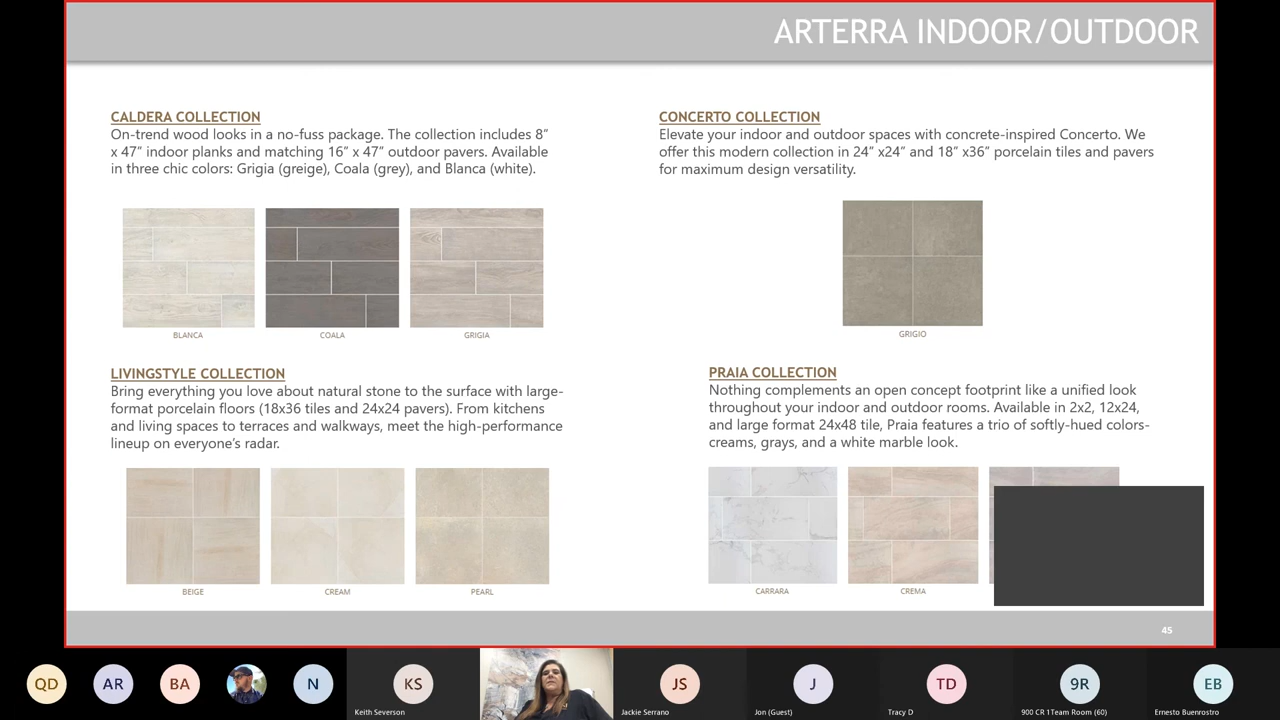 ARTERRA INDOOR/OUTDOOR
CALDERA COLLECTION
On-trend wood looks in a no-fuss package. The collection includes 8”
x 47” indoor planks and matching 16” x 47” outdoor pavers. Available
in three chic colors: Grigia (greige), Coala (grey), and Blanca (white).
BLANCA
COALA
GRIGIA
CONCERTO COLLECTION
Elevate your indoor and outdoor spaces with concrete-inspired Concerto. We
offer this modern collection in 24” x24” and 18” x36” porcelain tiles and pavers
for maximum design versatility.
GRIGIO
LIVINGSTYLE COLLECTION
Bring everything you love about natural stone to the surface with large-
format porcelain floors (18x36 tiles and 24x24 pavers). From kitchens
and living spaces to terraces and walkways, meet the high-performance
lineup on everyone’s radar.
BEIGE
CREAM
PEARL
PRAIA COLLECTION
Nothing complements an open concept footprint like a unified look
throughout your indoor and outdoor rooms. Available in 2x2, 12x24,
and large format 24x48 tile, Praia features a trio of softly-hued colors-
creams, grays, and a white marble look.
CARRARA
CREMA
45
QD
AR
BA
N
KS
Keith Severson
JS
Jackie Serrano
J
Jon (Guest)
TD
Tracy D
9R
900 CR 1Team Room (60)
EB
Ernesto Buenrostro